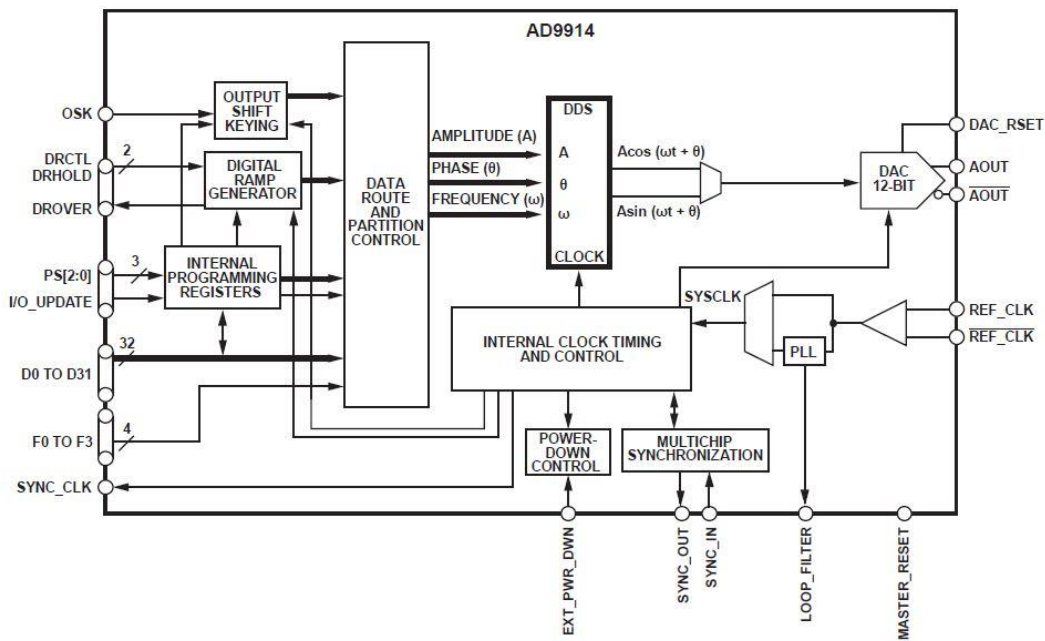 AD9914
OSK
OUTPUT
SHIFT
KEYING
DRCTL
DRHOLD
2
DIGITAL
RAMP
GENERATOR
DROVER
PS[2:0]
3
I/O_UPDATE
INTERNAL
PROGRAMMING
REGISTERS
32
D0 TO D31
F0 TO F3
4
SYNC_CLK
DATA
ROUTE
AND
PARTITION
CONTROL
AMPLITUDE (A)
PHASE (θ)
FREQUENCY (ω)
DDS
A
θ
ω
CLOCK
Acos (ωt + θ)
Asin (ωt + θ)
DAC
12-BIT
DAC_RSET
AOUT
AOUT
SYSCLK
PLL
REF_CLK
REF_CLK
INTERNAL CLOCK TIMING
AND CONTROL
POWER-
DOWN
CONTROL
MULTICHIP
SYNCHRONIZATION
EXT_PWR_DWN
SYNC_OUT
SYNC_IN
LOOP_FILTER
MASTER_RESET